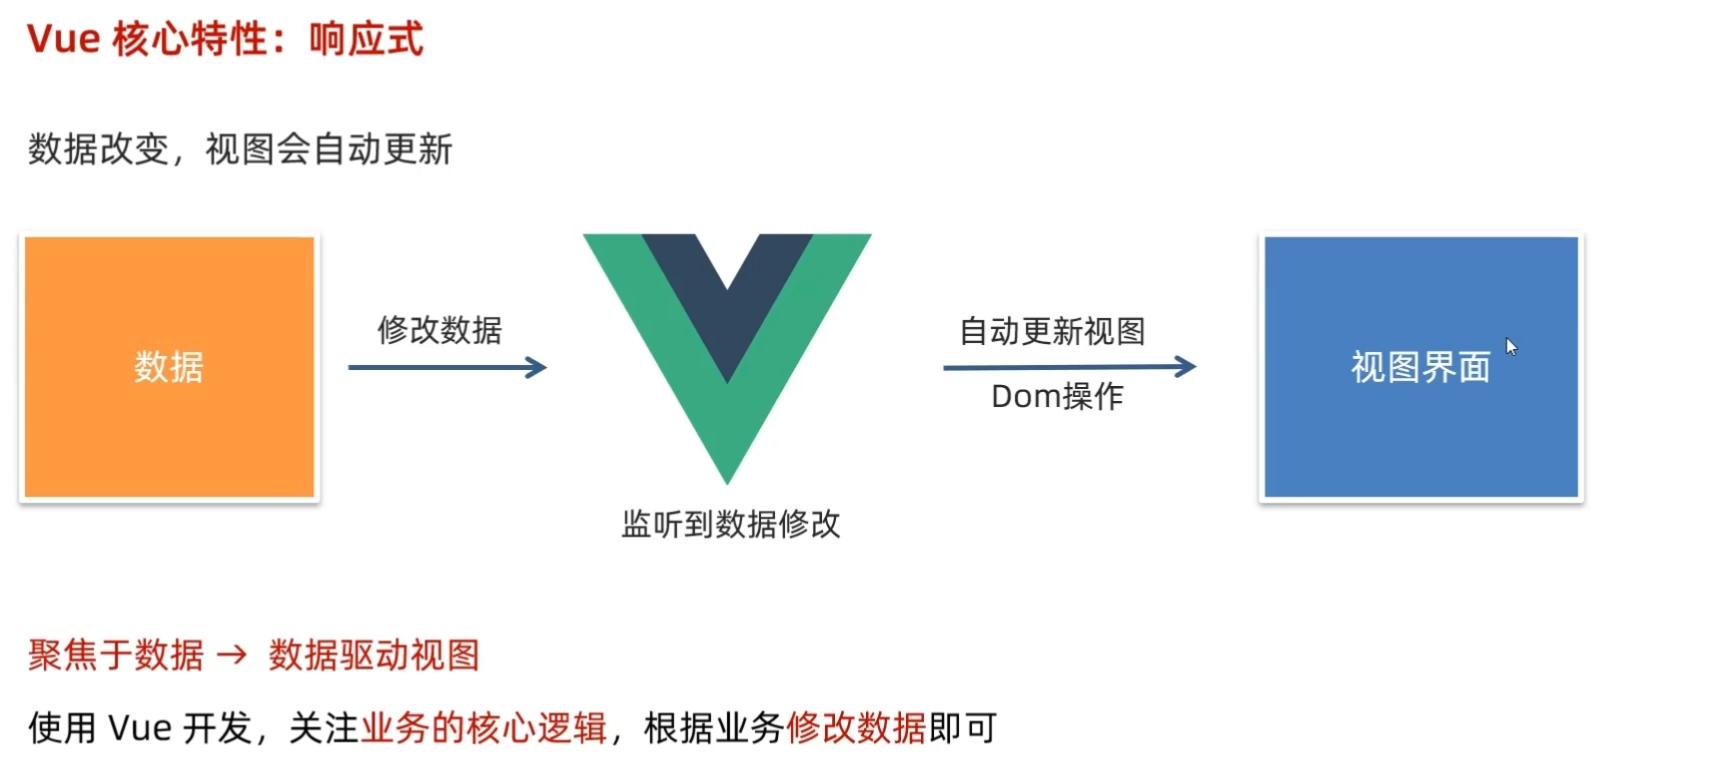 Vue 核心特性：响应式
数据改变，视图会自动更新
数据
修改数据
监听到数据修改
自动更新视图
Dom操作
视图界面
聚焦于数据 → 数据驱动视图
使用 Vue 开发，关注业务的核心逻辑，根据业务修改数据即可